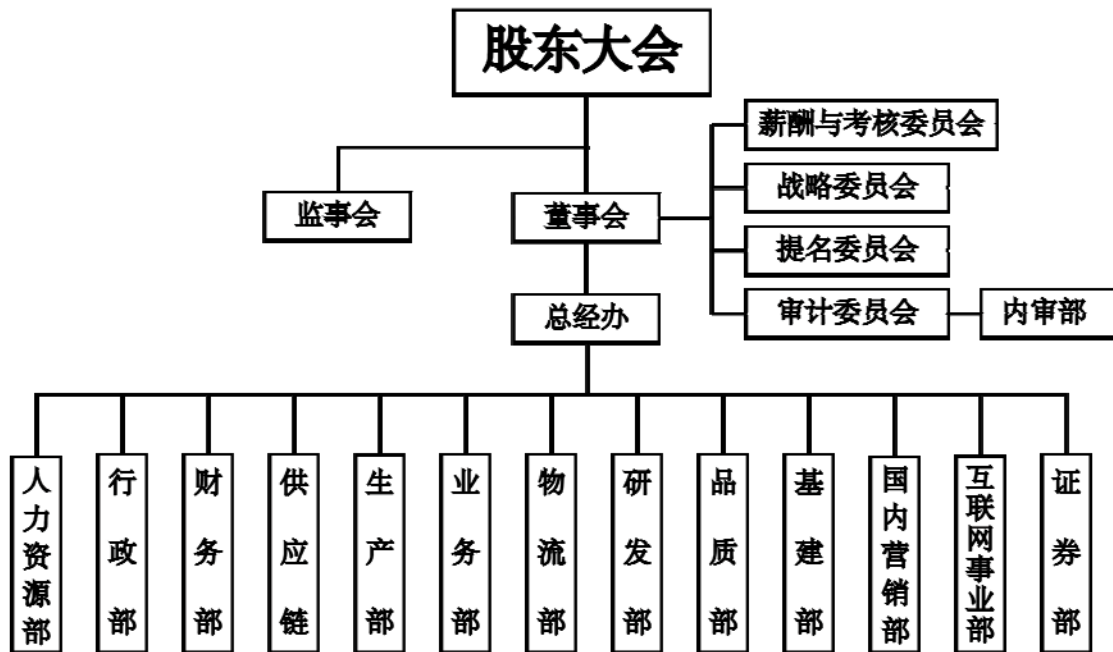 股东大会
薪酬与考核委员会
战略委员会
监事会
董事会
提名委员会
总经办
审计委员会
内审部
人力资源部
行政部
财务部
供应链
生产部
业务部
物流部
研发部
品质部
基建部
国内营销部
互联网事业部
证券部